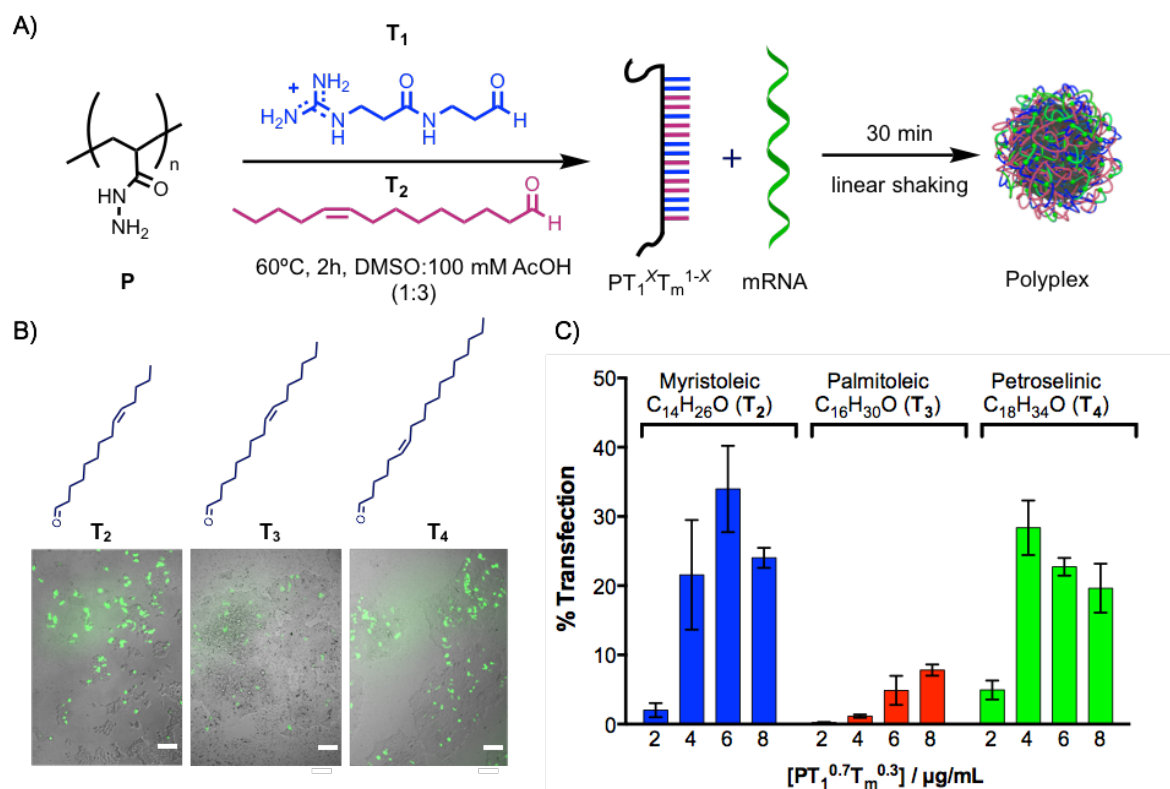 A)
T₁
NH₂
+
H₂N
N
H
O
N
H
O
H
T₂
O
H
60ºC, 2h, DMSO:100 mM AcOH
(1:3)
n
O
HN
NH₂
P
PT₁ˣTₘ¹⁻ˣ
+
mRNA
30 min
linear shaking
Polyplex
B)
O
T₂
O
T₃
O
T₄
C)
Myristoleic
C₁₄H₂₆O (T₂)
Palmitoleic
C₁₆H₃₀O (T₃)
Petroselinic
C₁₈H₃₄O (T₄)
% Transfection
50
40
30
20
10
0
2 4 6 8 2 4 6 8 2 4 6 8
[PT₁⁰·⁷Tₘ⁰·³] / µg/mL